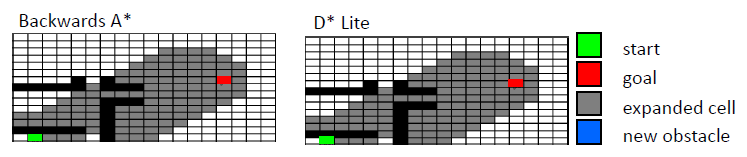 Backwards A*
D* Lite
start
goal
expanded cell
new obstacle